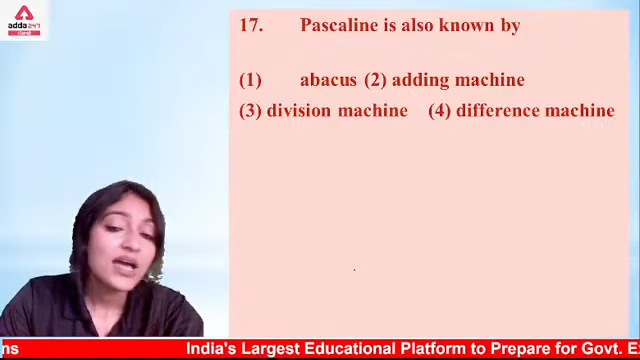 adda247
ਪੰਜਾਬੀ
17. Pascaline is also known by
(1) abacus (2) adding machine
(3) division machine (4) difference machine
ms India's Largest Educational Platform to Prepare for Govt. E